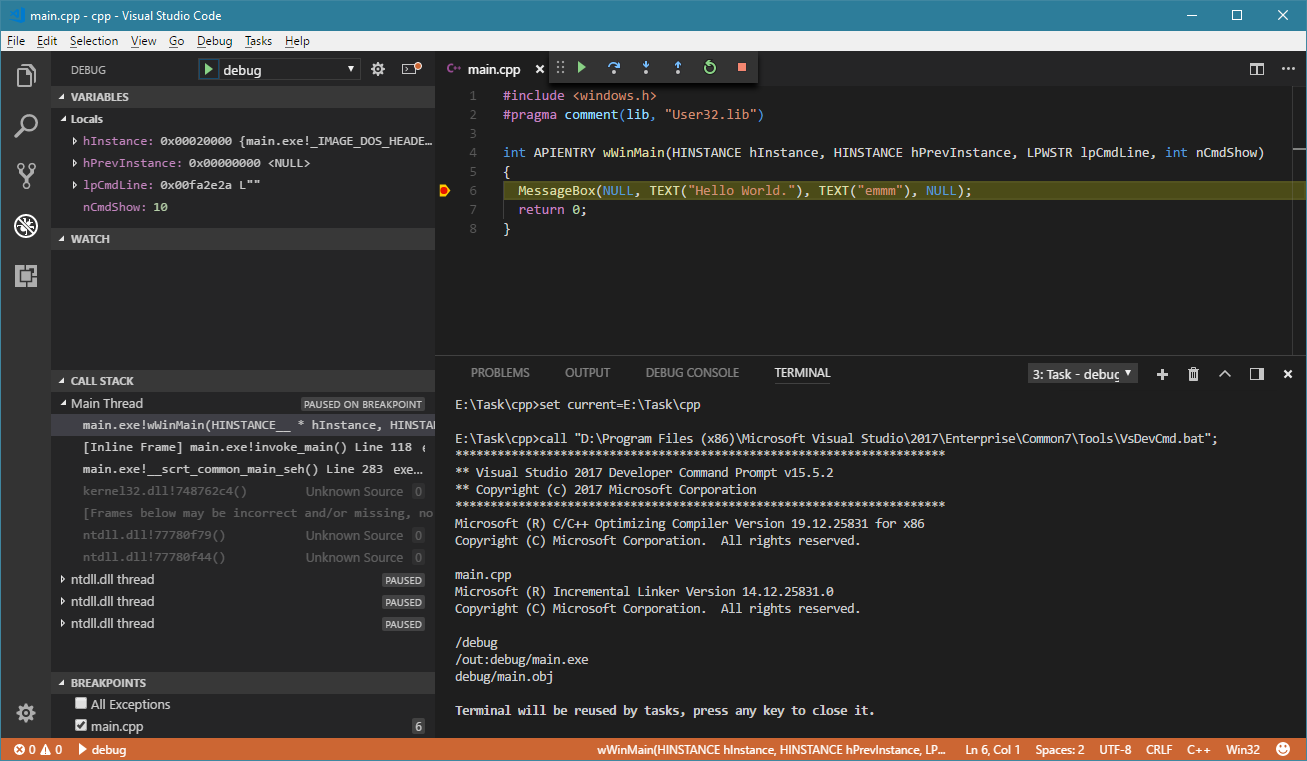 main.cpp - cpp - Visual Studio Code
File Edit Selection View Go Debug Tasks Help
DEBUG debug
VARIABLES
Locals
hInstance: 0x00020000 {main.exe!_IMAGE_DOS_HEADE...
hPrevInstance: 0x00000000 <NULL>
lpCmdLine: 0x00fa2e2a L""
nCmdShow: 10
WATCH
CALL STACK
Main Thread PAUSED ON BREAKPOINT
main.exe!wWinMain(HINSTANCE__ * hInstance, HINSTA
[Inline Frame] main.exe!invoke_main() Line 118
main.exe!__scrt_common_main_seh() Line 283 exe...
kernel32.dll!748762c4() Unknown Source 0
[Frames below may be incorrect and/or missing, no
ntdll.dll!77780f79() Unknown Source 0
ntdll.dll!77780f44() Unknown Source 0
ntdll.dll thread PAUSED
ntdll.dll thread PAUSED
ntdll.dll thread PAUSED
BREAKPOINTS
All Exceptions
main.cpp 6
C++ main.cpp
1 #include <windows.h>
2 #pragma comment(lib, "User32.lib")
3
4 int APIENTRY wWinMain(HINSTANCE hInstance, HINSTANCE hPrevInstance, LPWSTR lpCmdLine, int nCmdShow)
5 {
6 MessageBox(NULL, TEXT("Hello World."), TEXT("emmm"), NULL);
7 return 0;
8 }
PROBLEMS OUTPUT DEBUG CONSOLE TERMINAL 3: Task - debug
E:\Task\cpp>set current=E:\Task\cpp
E:\Task\cpp>call "D:\Program Files (x86)\Microsoft Visual Studio\2017\Enterprise\Common7\Tools\VsDevCmd.bat";
**********************************************************************
** Visual Studio 2017 Developer Command Prompt v15.5.2
** Copyright (c) 2017 Microsoft Corporation
**********************************************************************
Microsoft (R) C/C++ Optimizing Compiler Version 19.12.25831 for x86
Copyright (C) Microsoft Corporation.  All rights reserved.
main.cpp
Microsoft (R) Incremental Linker Version 14.12.25831.0
Copyright (C) Microsoft Corporation.  All rights reserved.
/debug
/out:debug/main.exe
debug/main.obj
Terminal will be reused by tasks, press any key to close it.
0 0 debug wWinMain(HINSTANCE hInstance, HINSTANCE hPrevInstance, LP... Ln 6, Col 1 Spaces: 2 UTF-8 CRLF C++ Win32